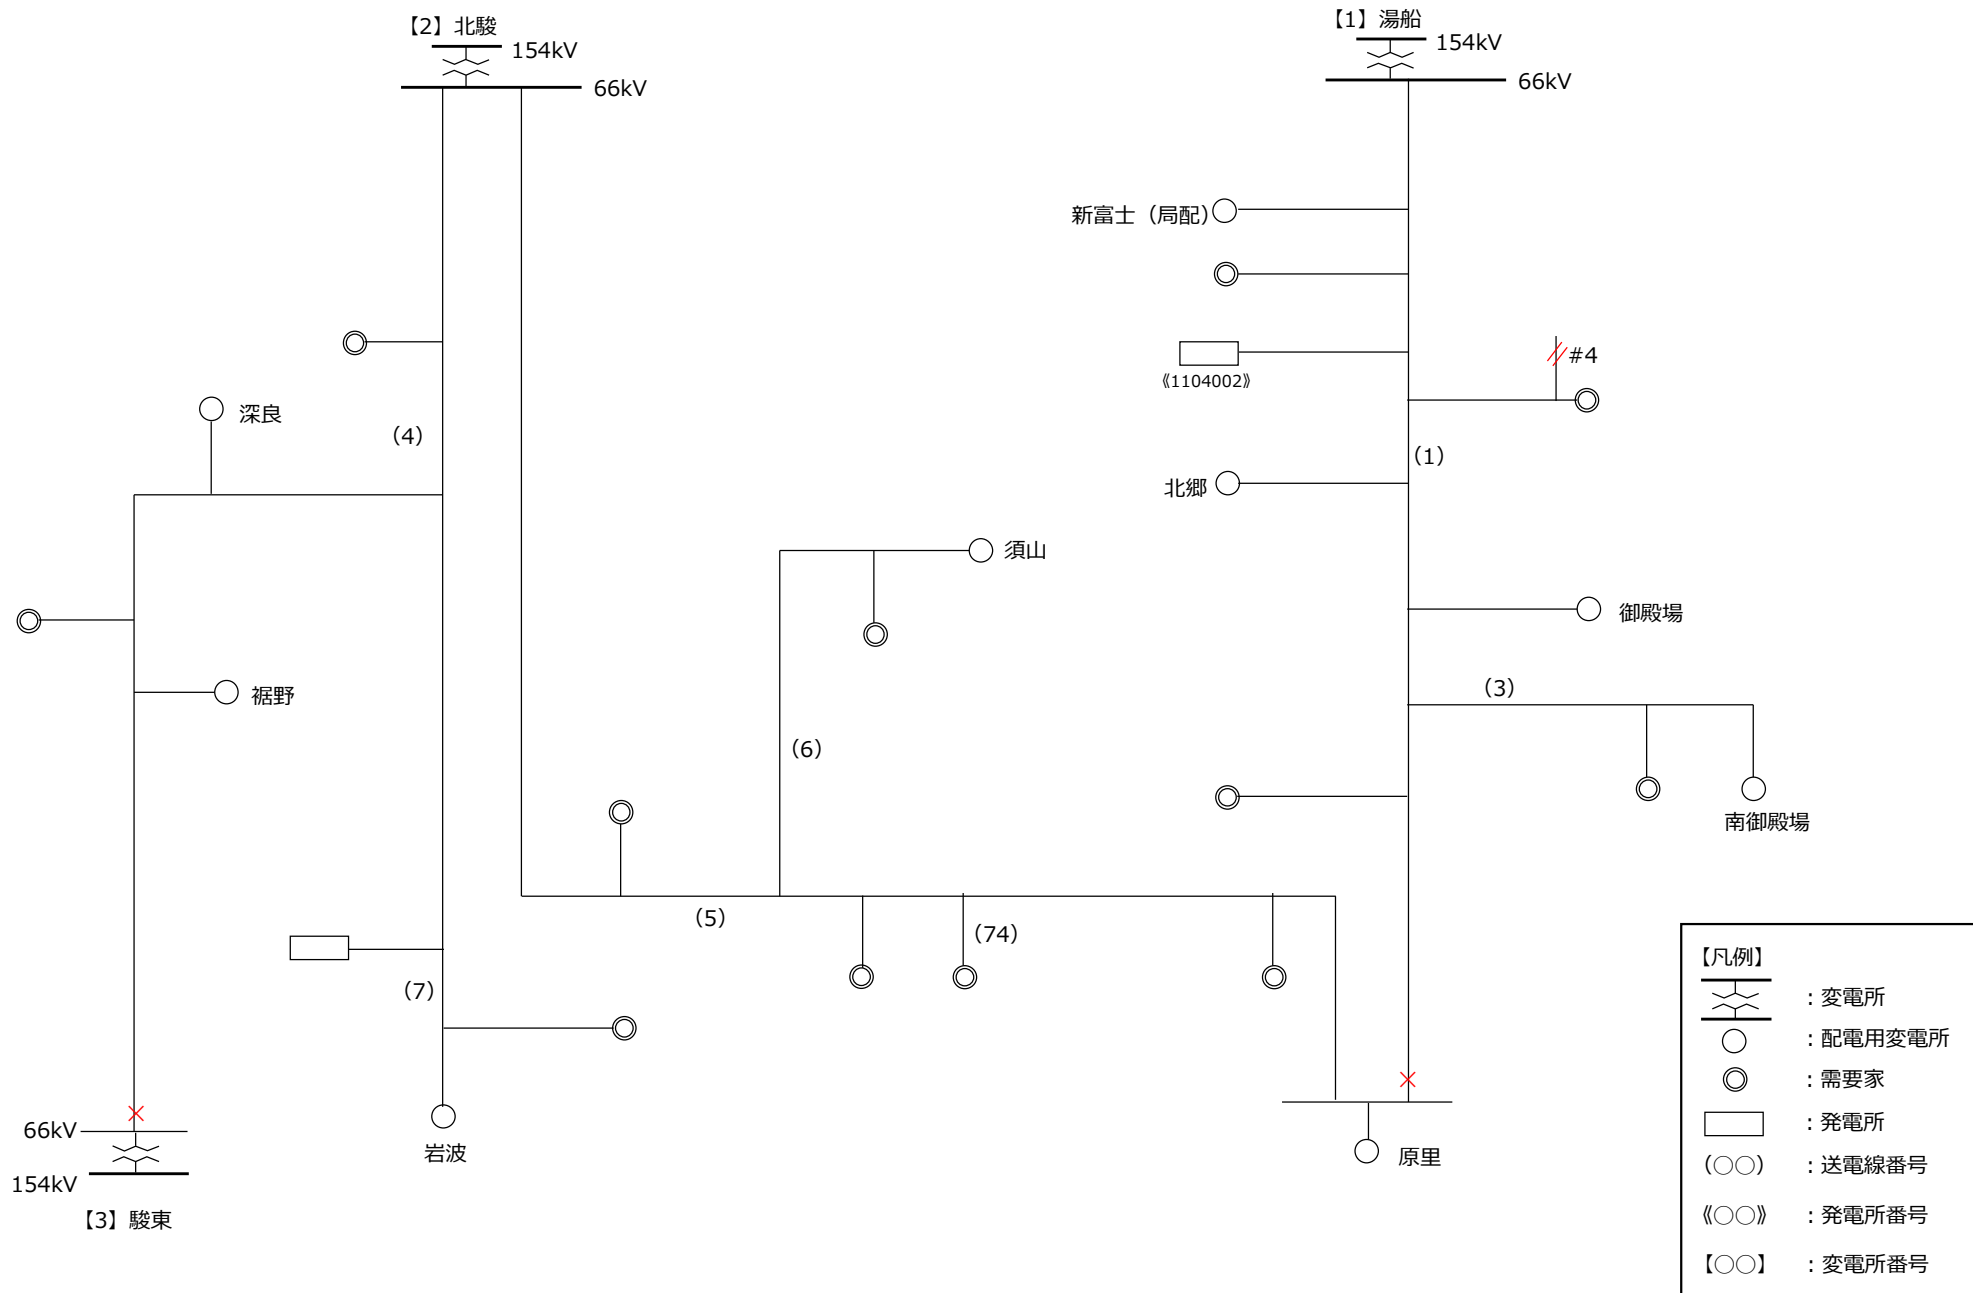 【2】北駿
154kV
66kV
【1】湯船
154kV
66kV
新富士（局配）
《1104002》
#4
深良
（4）
（1）
北郷
須山
御殿場
裾野
（3）
（6）
南御殿場
（5）
（74）
（7）
66kV
154kV
【3】駿東
岩波
原里
【凡例】
：変電所
：配電用変電所
：需要家
：発電所
（○○）：送電線番号
《○○》：発電所番号
【○○】：変電所番号